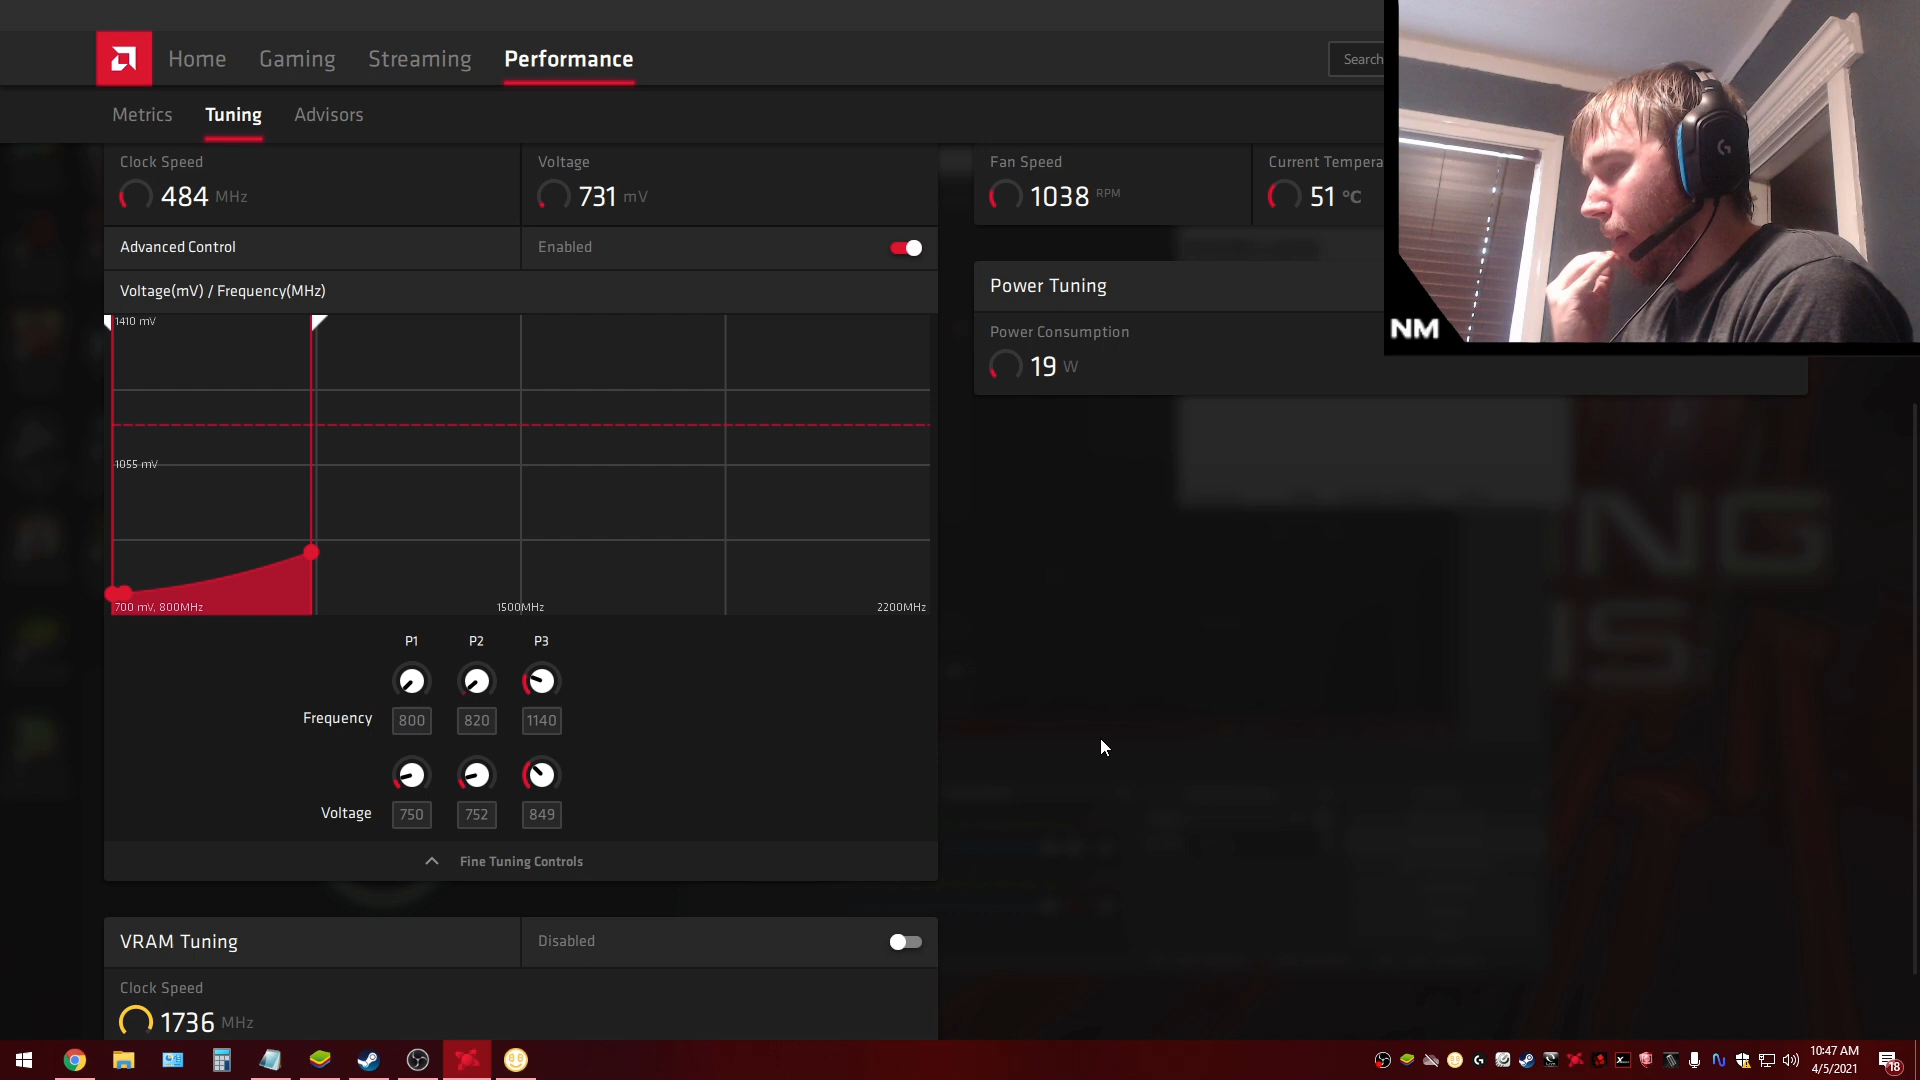 Home Gaming Streaming Performance
Search
Metrics Tuning Advisors
Clock Speed
484 MHz
Voltage
731 mV
Fan Speed
1038 RPM
Current Tempera
51 °C
Advanced Control
Enabled
Voltage(mV) / Frequency(MHz)
1410 mV
1055 mV
700 mV, 800MHz
1500MHz
2200MHz
P1 P2 P3
Frequency
800 820 1140
Voltage
750 752 849
Fine Tuning Controls
Power Tuning
Power Consumption
19 W
NM
NG
IS
VRAM Tuning
Disabled
Clock Speed
1736 MHz
10:47 AM
4/5/2021
18